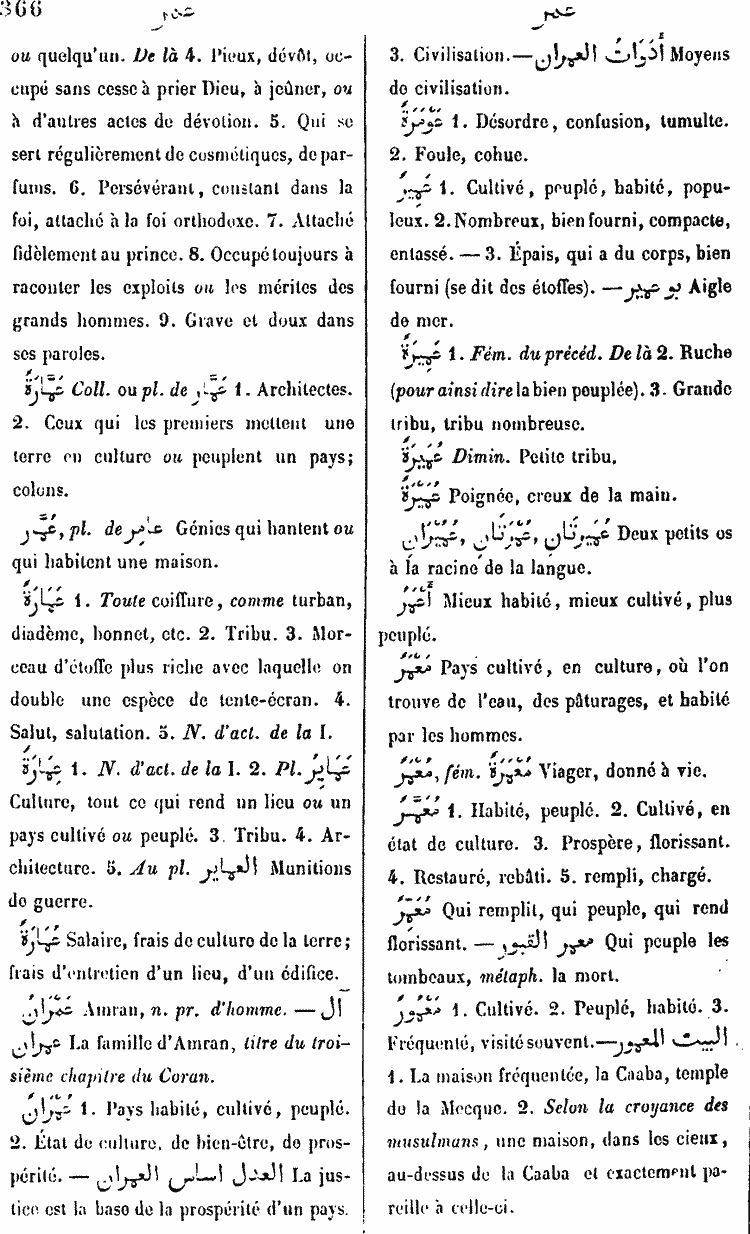 366
عمر
عمر
ou quelqu'un. De là 4. Pieux, dévôt, oc-
cupé sans cesse à prier Dieu, à jeûner, ou
à d'autres actes de dévotion. 5. Qui se
sert régulièrement de cosmétiques, de par-
fums. 6. Persévérant, constant dans la
foi, attaché à la foi orthodoxe. 7. Attaché
fidèlement au prince. 8. Occupé toujours à
raconter les exploits ou les mérites des
grands hommes. 9. Grave et doux dans
ses paroles.
عَمَّارَةٌ Coll. ou pl. de عَمَّار 1. Architectes.
2. Ceux qui les premiers mettent une
terre en culture ou peuplent un pays;
colons.
عُمَّر, pl. de عامِر Génies qui hantent ou
qui habitent une maison.
عَمَارَةٌ 1. Toute coiffure, comme turban,
diadème, bonnet, etc. 2. Tribu. 3. Mor-
ceau d'étoffe plus riche avec laquelle on
double une espèce de tente-écran. 4.
Salut, salutation. 5. N. d'act. de la I.
عِمَارَةٌ 1. N. d'act. de la I. 2. Pl. عَمَايِرُ
Culture, tout ce qui rend un lieu ou un
pays cultivé ou peuplé. 3. Tribu. 4. Ar-
chitecture. 5. Au pl. العماير Munitions
de guerre.
عُمَارَةٌ Salaire, frais de culture de la terre;
frais d'entretien d'un lieu, d'un édifice.
عِمْرَانُ Amran, n. pr. d'homme. — آل
عمران La famille d'Amran, titre du troi-
sième chapitre du Coran.
عُمْرَانٌ 1. Pays habité, cultivé, peuplé.
2. État de culture, de bien-être, de pros-
périté. — العدل اساس العمران La jus-
tice est la base de la prospérité d'un pays.
3. Civilisation. — أَدَوَاتُ العمران Moyens
de civilisation.
عَوْمَرَةٌ 1. Désordre, confusion, tumulte.
2. Foule, cohue.
عَمِيرٌ 1. Cultivé, peuplé, habité, popu-
leux. 2. Nombreux, bien fourni, compacte,
entassé. — 3. Épais, qui a du corps, bien
fourni (se dit des étoffes). — بو عمير Aigle
de mer.
عَمِيرَةٌ 1. Fém. du précéd. De là 2. Ruche
(pour ainsi dire la bien peuplée). 3. Grande
tribu, tribu nombreuse.
عُمَيْرَةٌ Dimin. Petite tribu.
عُمَيْرَةٌ Poignée, creux de la main.
عُمَيْرَتَانِ, عُمَّرَتَانِ, عُمَيْمِرَانِ Deux petits os
à la racine de la langue.
أَعْمَرُ Mieux habité, mieux cultivé, plus
peuplé.
مَعْمَرٌ Pays cultivé, en culture, où l'on
trouve de l'eau, des pâturages, et habité
par les hommes.
مُعْمَرٌ, fém. مُعْمَرَةٌ Viager, donné à vie.
مُعَمَّرٌ 1. Habité, peuplé. 2. Cultivé, en
état de culture. 3. Prospère, florissant.
4. Restauré, rebâti. 5. rempli, chargé.
مُعَمِّرٌ Qui remplit, qui peuple, qui rend
florissant. — معمر القبور Qui peuple les
tombeaux, métaph. la mort.
مَعْمُورٌ 1. Cultivé. 2. Peuplé, habité. 3.
Fréquenté, visité souvent. — البيت المعمور
1. La maison fréquentée, la Caaba, temple
de la Mecque. 2. Selon la croyance des
musulmans, une maison, dans les cieux,
au-dessus de la Caaba et exactement pa-
reille à celle-ci.